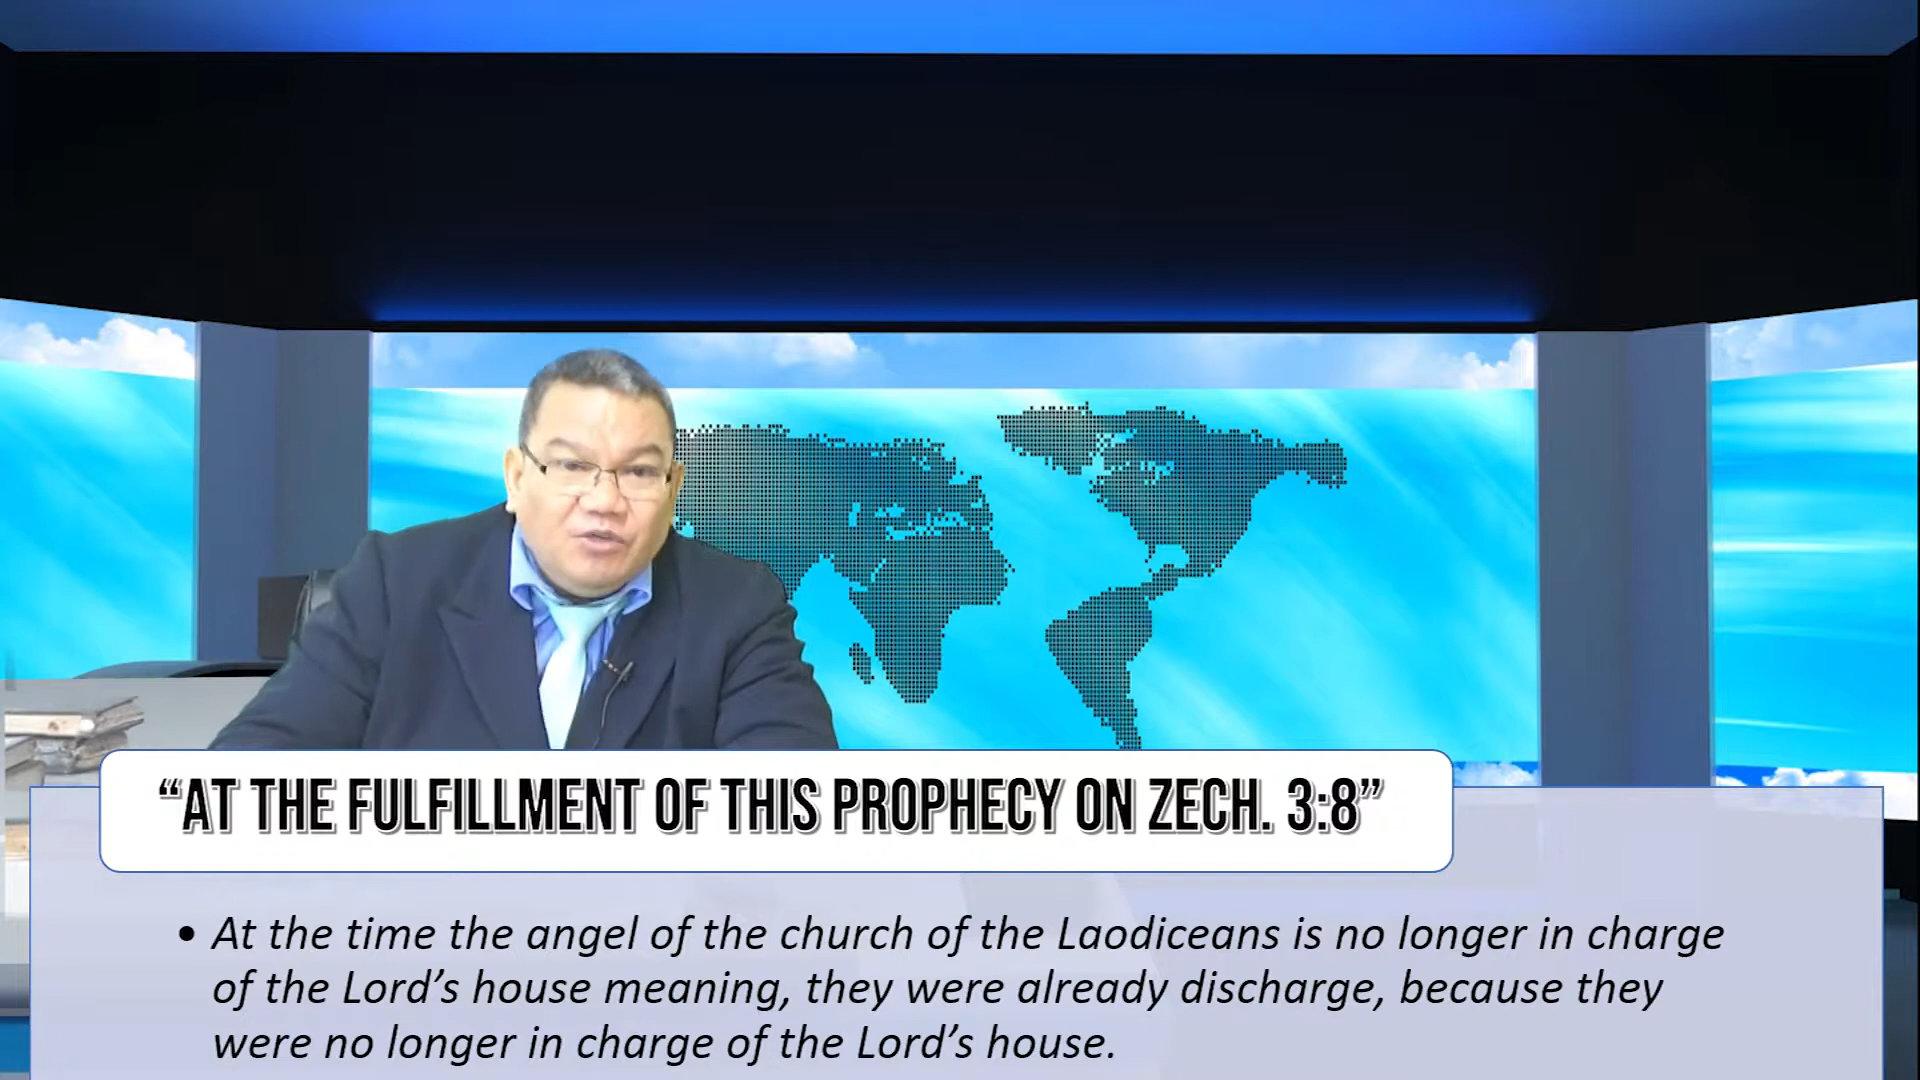 “AT THE FULFILLMENT OF THIS PROPHECY ON ZECH. 3:8”
• At the time the angel of the church of the Laodiceans is no longer in charge
of the Lord’s house meaning, they were already discharge, because they
were no longer in charge of the Lord’s house.